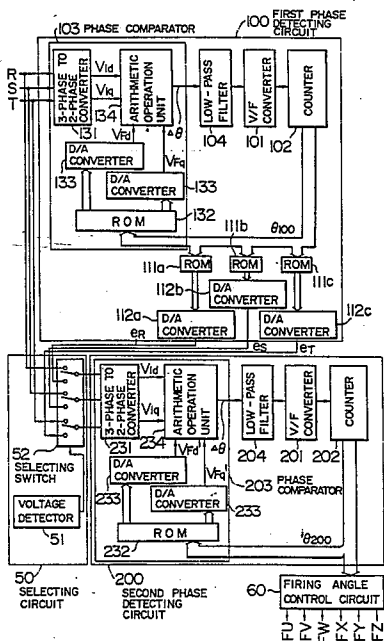 103 PHASE COMPARATOR
100 FIRST PHASE
DETECTING
CIRCUIT
R
S
T
3-PHASE TO
2-PHASE
CONVERTER
131
Vid
Viq
134
VFd
ARITHMETIC
OPERATION
UNIT
Δθ
LOW-PASS
FILTER
104
V/F
CONVERTER
101
COUNTER
102
D/A
CONVERTER
133
VFq
D/A
CONVERTER
133
ROM
132
θ100
111a
ROM
111b
ROM
111c
ROM
112b
D/A
CONVERTER
112a
D/A
CONVERTER
112c
D/A
CONVERTER
eR
eS
eT
52
SELECTING
SWITCH
VOLTAGE
DETECTOR
51
50
SELECTING
CIRCUIT
TO
3-PHASE
2-PHASE
CONVERTER
231
Vid
Viq
234
VFd
ARITHMETIC
OPERATION
UNIT
Δθ
LOW-PASS
FILTER
204
V/F
CONVERTER
201
COUNTER
202
D/A
CONVERTER
233
VFq
D/A
CONVERTER
233
203
PHASE
COMPARATOR
ROM
232
θ200
200
SECOND PHASE
DETECTING CIRCUIT
60
FIRING ANGLE
CONTROL CIRCUIT
FU
FV
FW
FX
FY
FZ